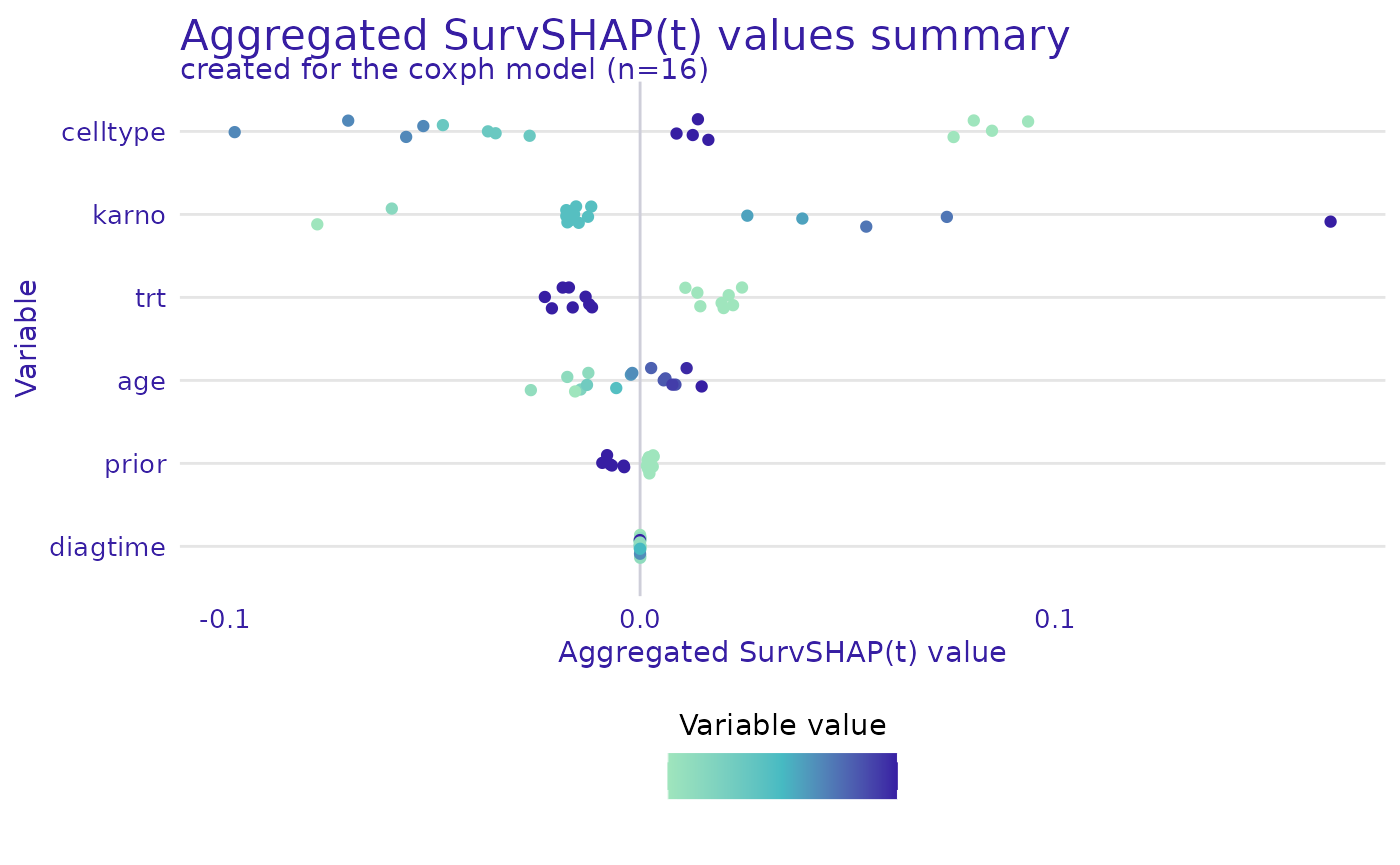 Aggregated SurvSHAP(t) values summary
created for the coxph model (n=16)
celltype
karno
trt
age
prior
diagtime
Variable
-0.1
0.0
0.1
Aggregated SurvSHAP(t) value
Variable value